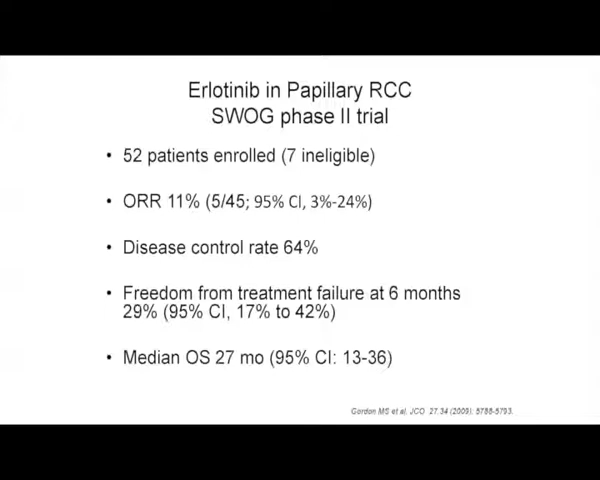 Erlotinib in Papillary RCC
SWOG phase II trial
• 52 patients enrolled (7 ineligible)
• ORR 11% (5/45; 95% CI, 3%-24%)
• Disease control rate 64%
• Freedom from treatment failure at 6 months
29% (95% CI, 17% to 42%)
• Median OS 27 mo (95% CI: 13-36)
Gordon MS et al, JCO 27.34 (2009): 5788-5793.